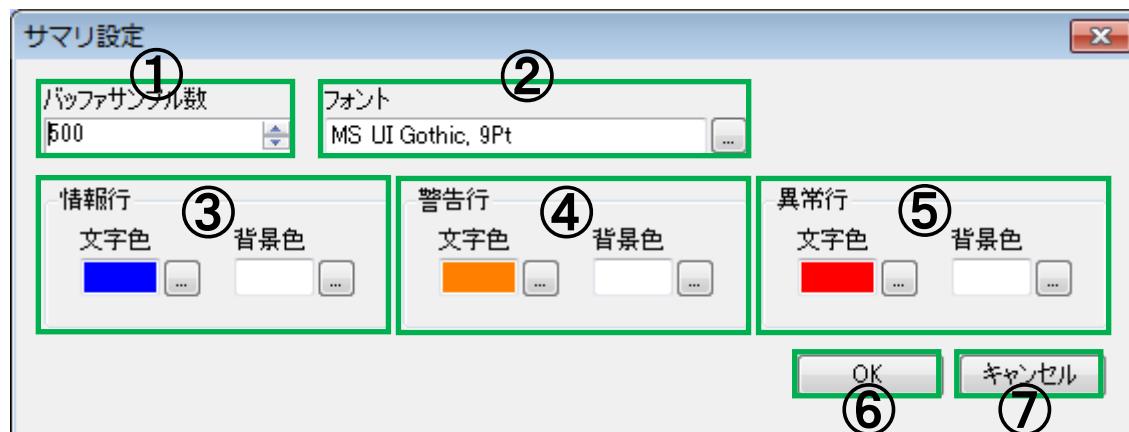 サマリ設定
① ②
バッファサンプル数 フォント
500 MS UI Gothic, 9Pt ...
情報行 ③ 警告行 ④ 異常行 ⑤
文字色 背景色 文字色 背景色 文字色 背景色
... ... ... ... ... ...
OK キャンセル
⑥ ⑦